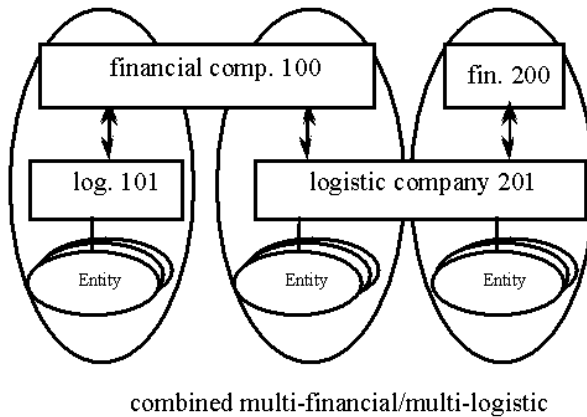 financial comp. 100
fin. 200
log. 101
logistic company 201
Entity
Entity
Entity
combined multi-financial/multi-logistic